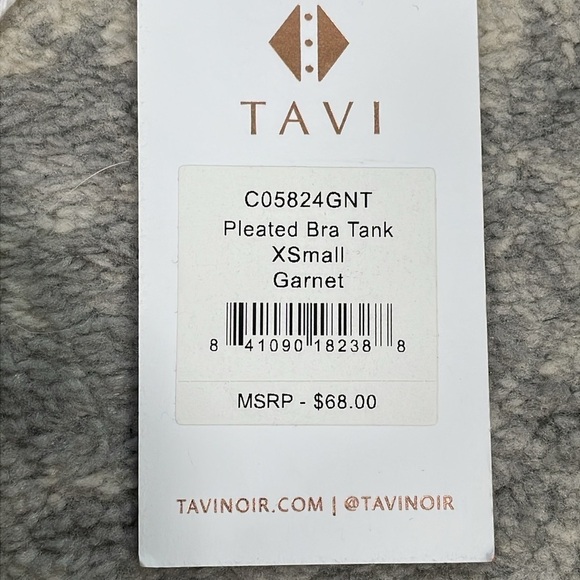 TAVI
C05824GNT
Pleated Bra Tank
XSmall
Garnet
8 41090 18238 8
MSRP - $68.00
TAVINOIR.COM | @TAVINOIR